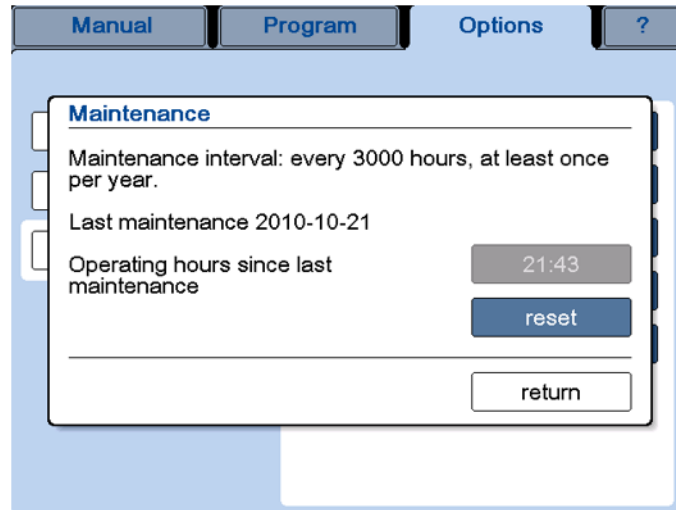 Manual Program Options ?
Maintenance
Maintenance interval: every 3000 hours, at least once
per year.
Last maintenance 2010-10-21
Operating hours since last
maintenance
21:43
reset
return